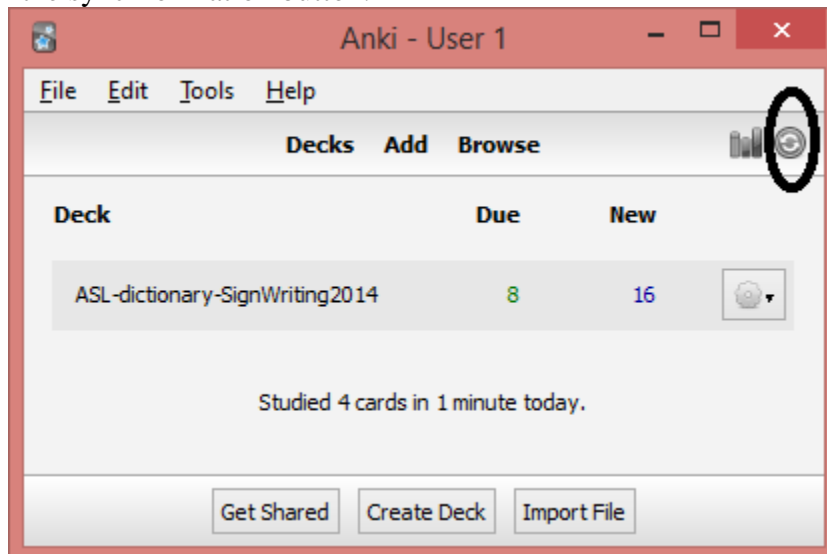 Anki - User 1
File Edit Tools Help
Decks Add Browse
Deck Due New
ASL-dictionary-SignWriting2014 8 16
Studied 4 cards in 1 minute today.
Get Shared Create Deck Import File